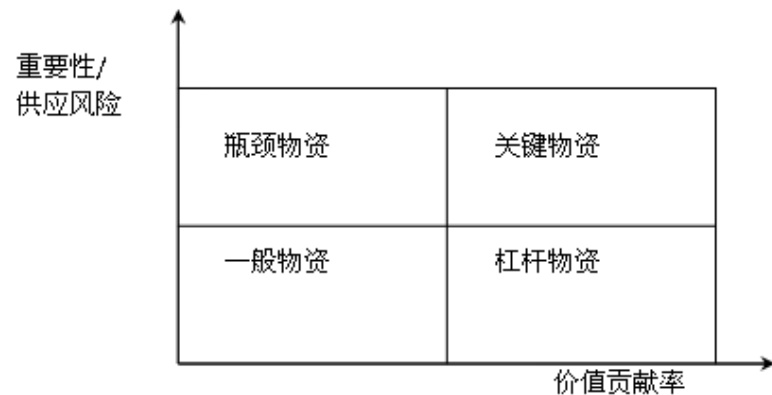 重要性/
供应风险
瓶颈物资
关键物资
一般物资
杠杆物资
价值贡献率